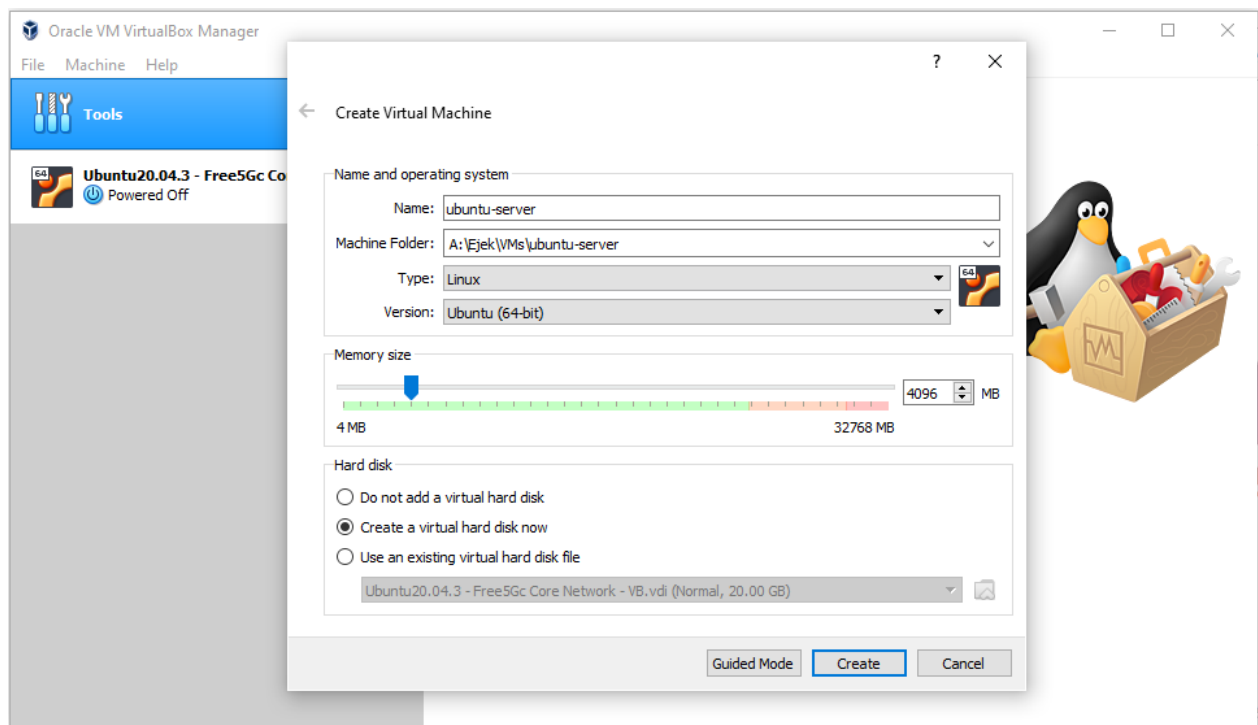 Oracle VM VirtualBox Manager
File Machine Help
Tools
64
Ubuntu20.04.3 - Free5Gc Co
Powered Off
?
Create Virtual Machine
Name and operating system
Name: ubuntu-server
Machine Folder: A:\Ejek\VMs\ubuntu-server
Type: Linux
64
Version: Ubuntu (64-bit)
Memory size
4096 MB
4 MB 32768 MB
Hard disk
Do not add a virtual hard disk
Create a virtual hard disk now
Use an existing virtual hard disk file
Ubuntu20.04.3 - Free5Gc Core Network - VB.vdi (Normal, 20.00 GB)
Guided Mode Create Cancel